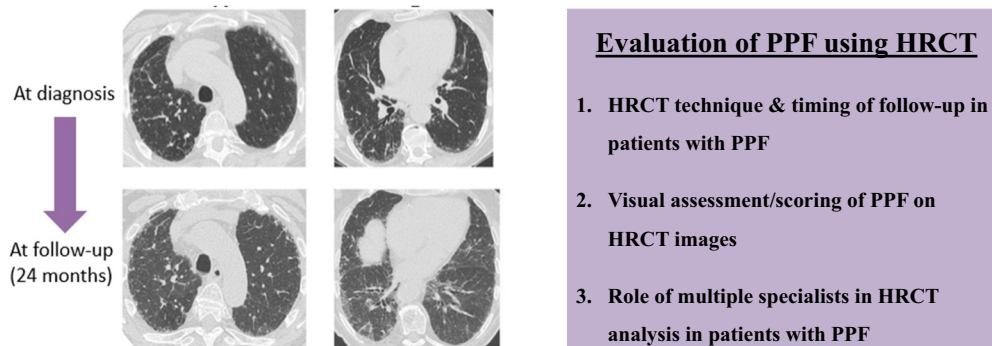 At diagnosis
At follow-up
(24 months)
Evaluation of PPF using HRCT
1. HRCT technique & timing of follow-up in
patients with PPF
2. Visual assessment/scoring of PPF on
HRCT images
3. Role of multiple specialists in HRCT
analysis in patients with PPF